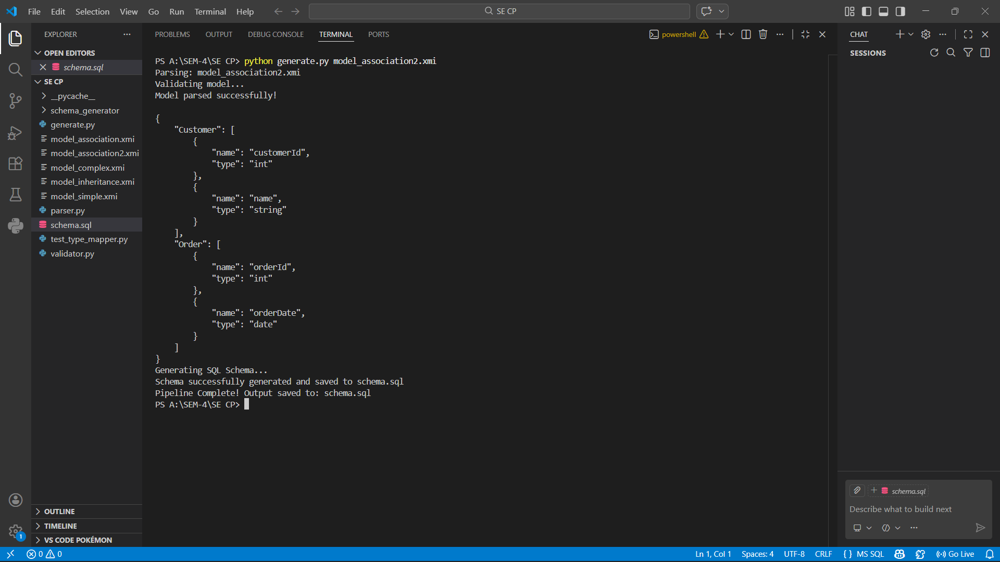 File Edit Selection View Go Run Terminal Help
SE CP
EXPLORER
OPEN EDITORS
schema.sql
SE CP
__pycache__
schema_generator
generate.py
model_association.xmi
model_association2.xmi
model_complex.xmi
model_inheritance.xmi
model_simple.xmi
parser.py
schema.sql
test_type_mapper.py
validator.py
OUTLINE
TIMELINE
VS CODE POKÉMON
1
PROBLEMS OUTPUT DEBUG CONSOLE TERMINAL PORTS
powershell
PS A:\SEM-4\SE CP> python generate.py model_association2.xmi
Parsing: model_association2.xmi
Validating model...
Model parsed successfully!
{
    "Customer": [
        {
            "name": "customerId",
            "type": "int"
        },
        {
            "name": "name",
            "type": "string"
        }
    ],
    "Order": [
        {
            "name": "orderId",
            "type": "int"
        },
        {
            "name": "orderDate",
            "type": "date"
        }
    ]
}
Generating SQL Schema...
Schema successfully generated and saved to schema.sql
Pipeline Complete! Output saved to: schema.sql
PS A:\SEM-4\SE CP>
CHAT
SESSIONS
schema.sql
Describe what to build next
0 0
Ln 1, Col 1 Spaces: 4 UTF-8 CRLF { } MS SQL Go Live